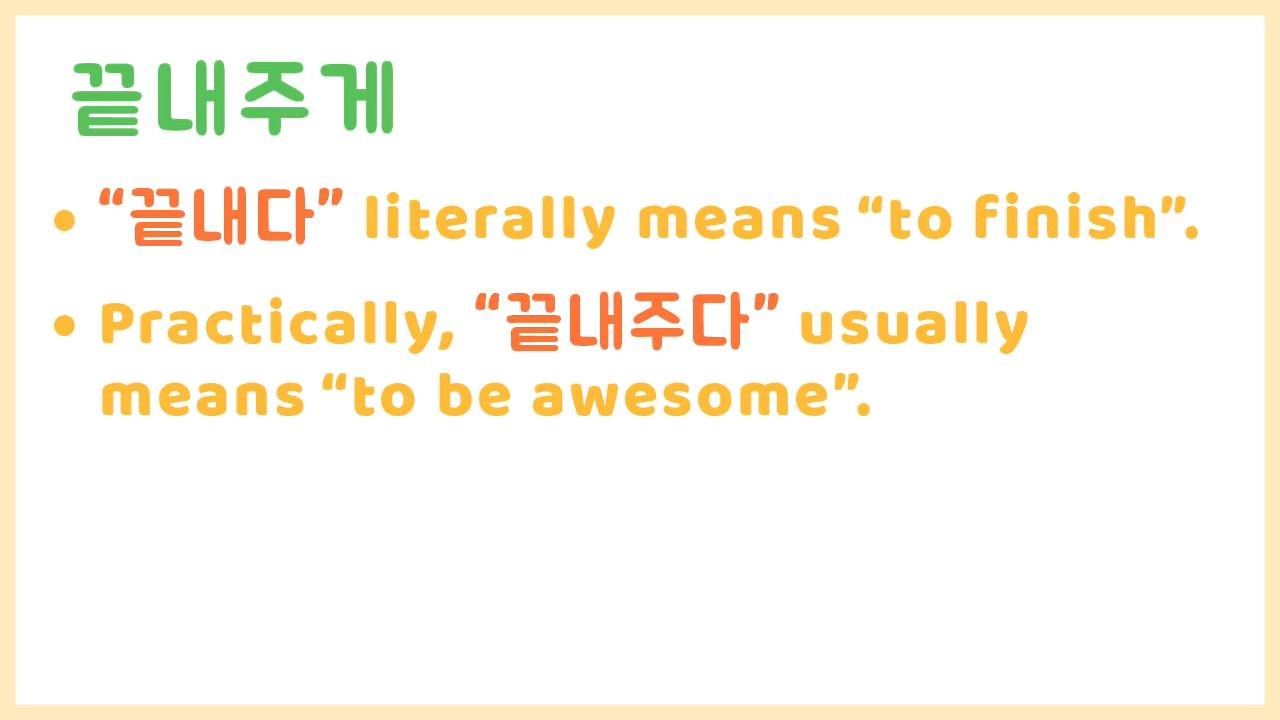 끝내주게
• “끝내다” literally means “to finish”.
• Practically, “끝내주다” usually
means “to be awesome”.